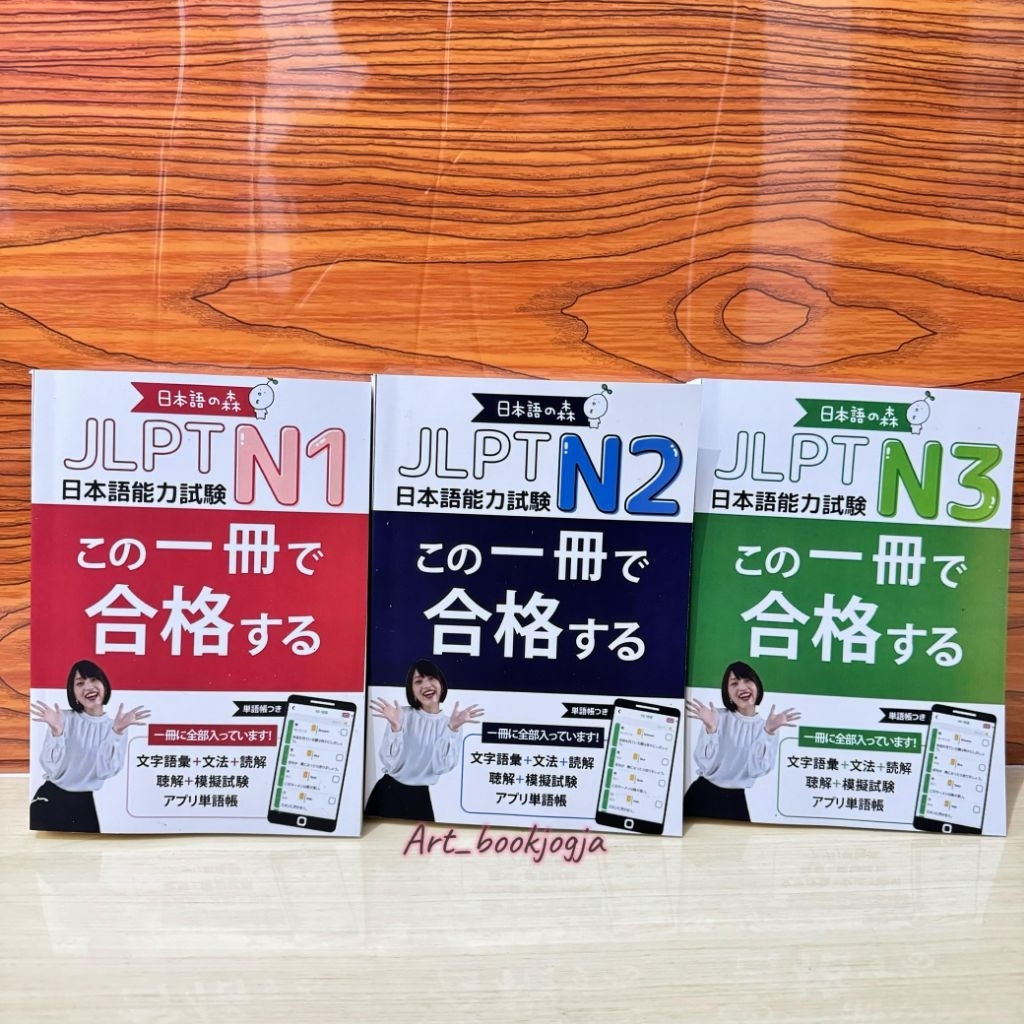 日本語の森
JLPT N1
日本語能力試験
この一冊で
合格する
単語帳つき
一冊に全部入っています!
文字語彙+文法+読解
聴解+模擬試験
アプリ単語帳
日本語の森
JLPT N2
日本語能力試験
この一冊で
合格する
単語帳つき
一冊に全部入っています!
文字語彙+文法+読解
聴解+模擬試験
アプリ単語帳
日本語の森
JLPT N3
日本語能力試験
この一冊で
合格する
単語帳つき
一冊に全部入っています!
文字語彙+文法+読解
聴解+模擬試験
アプリ単語帳
Art_bookjogja